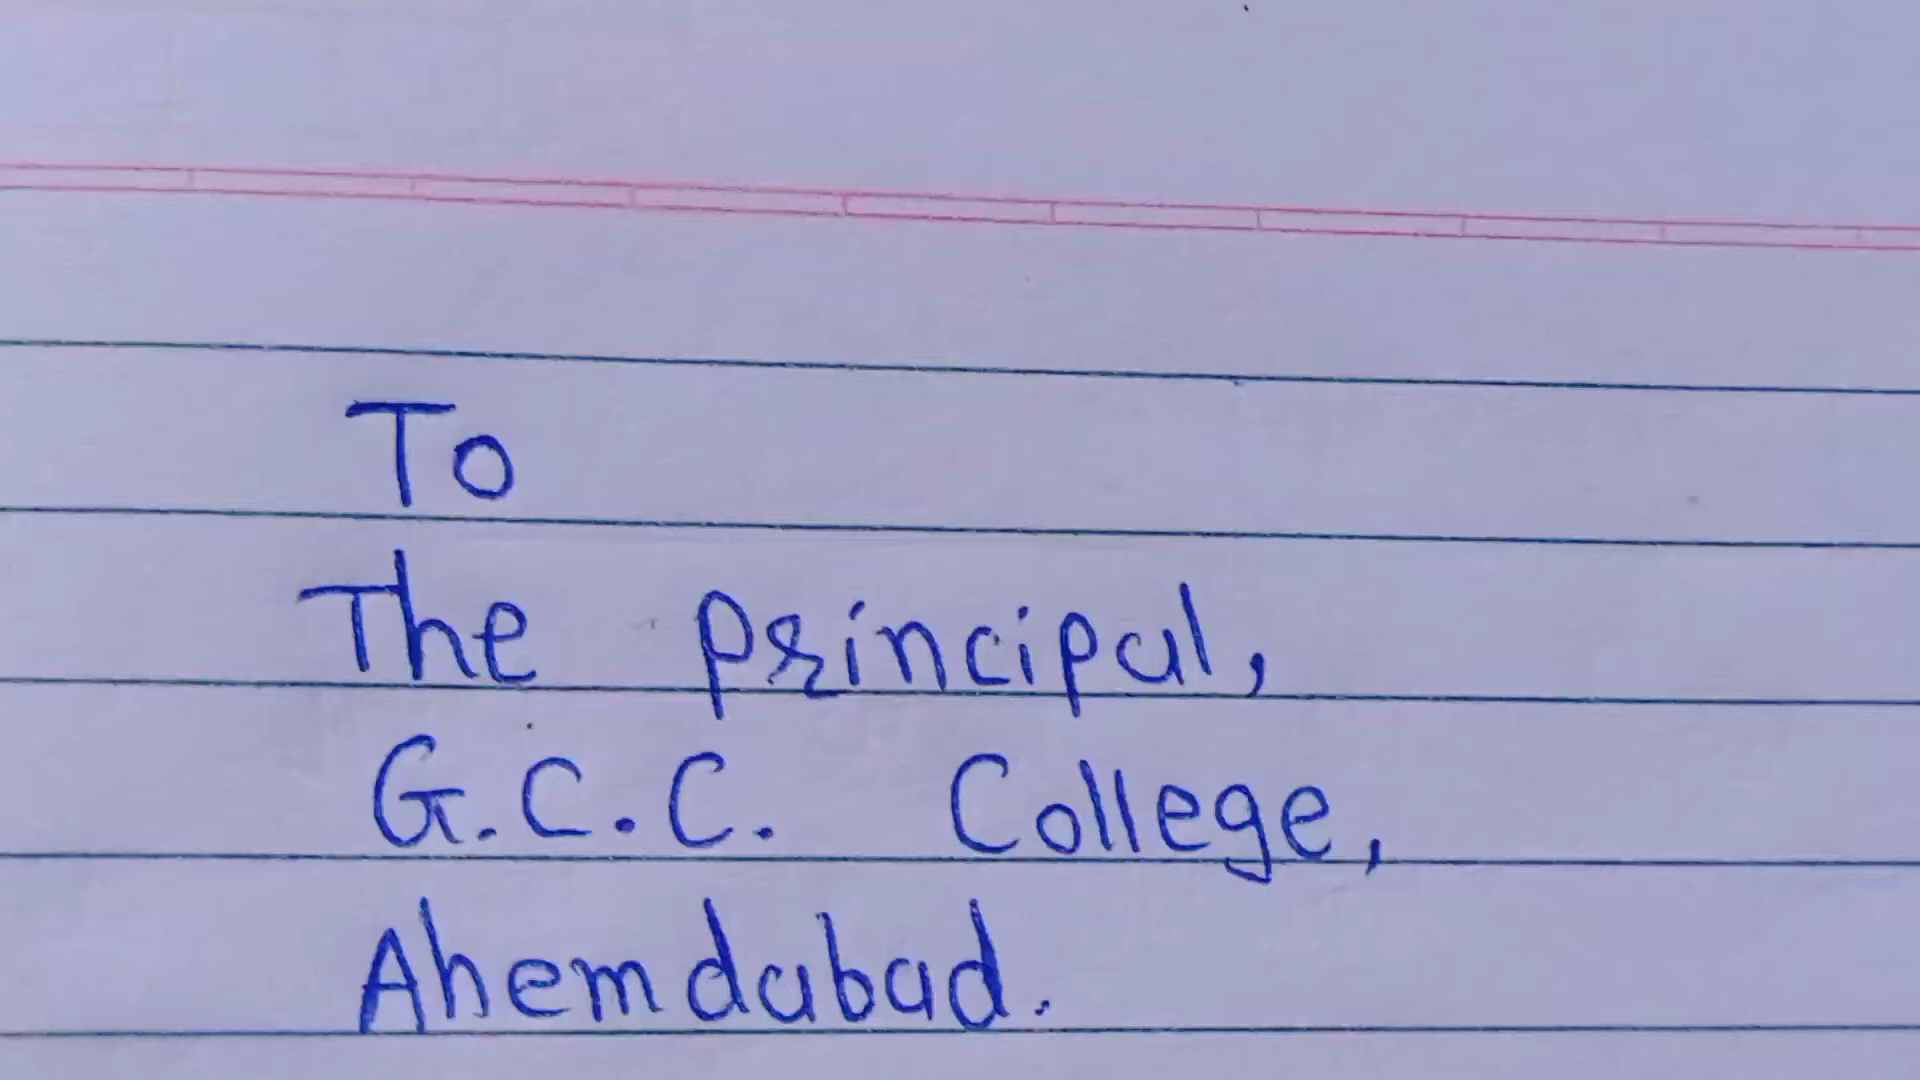 To
The principal,
G.C.C. College,
Ahemdabad.